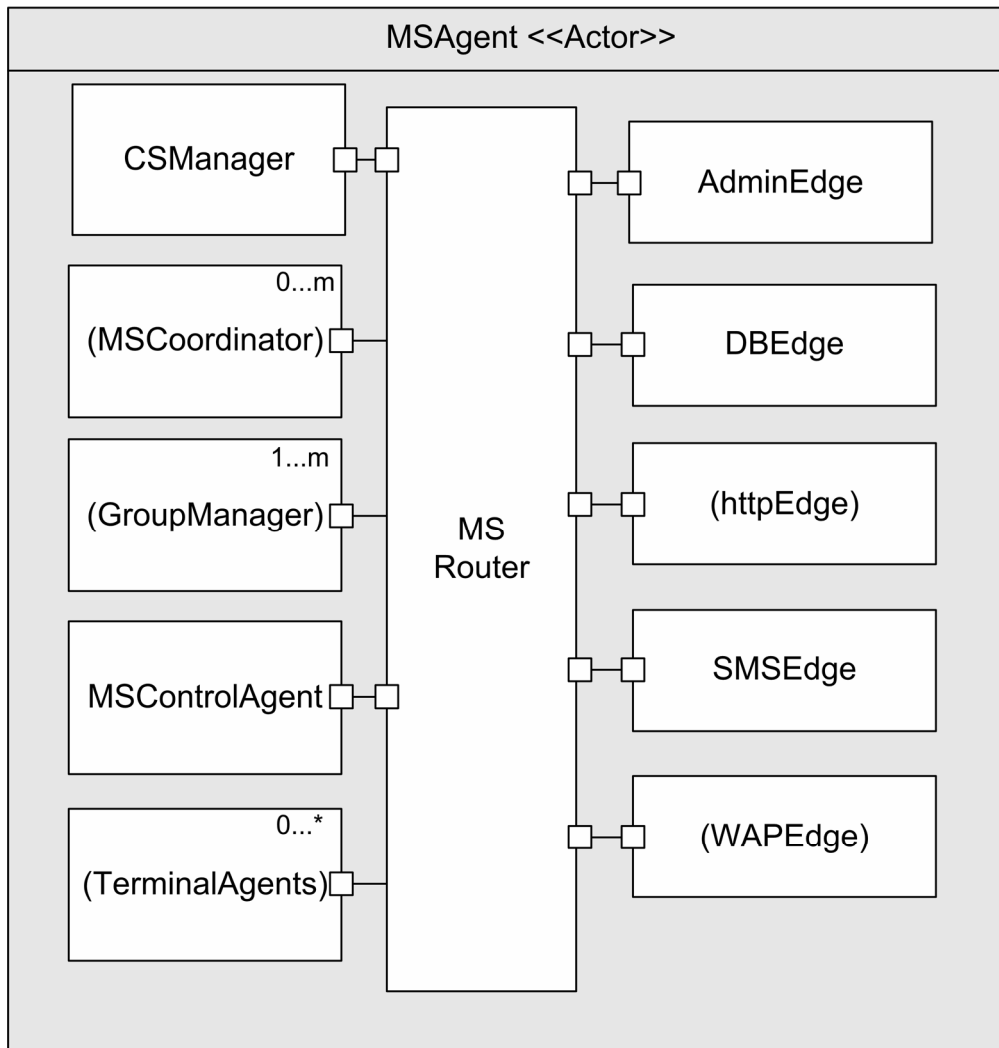 MSAgent <<Actor>>
CSManager
0...m
(MSCoordinator)
1...m
(GroupManager)
MSControlAgent
0...*
(TerminalAgents)
MS
Router
AdminEdge
DBEdge
(httpEdge)
SMSEdge
(WAPEdge)